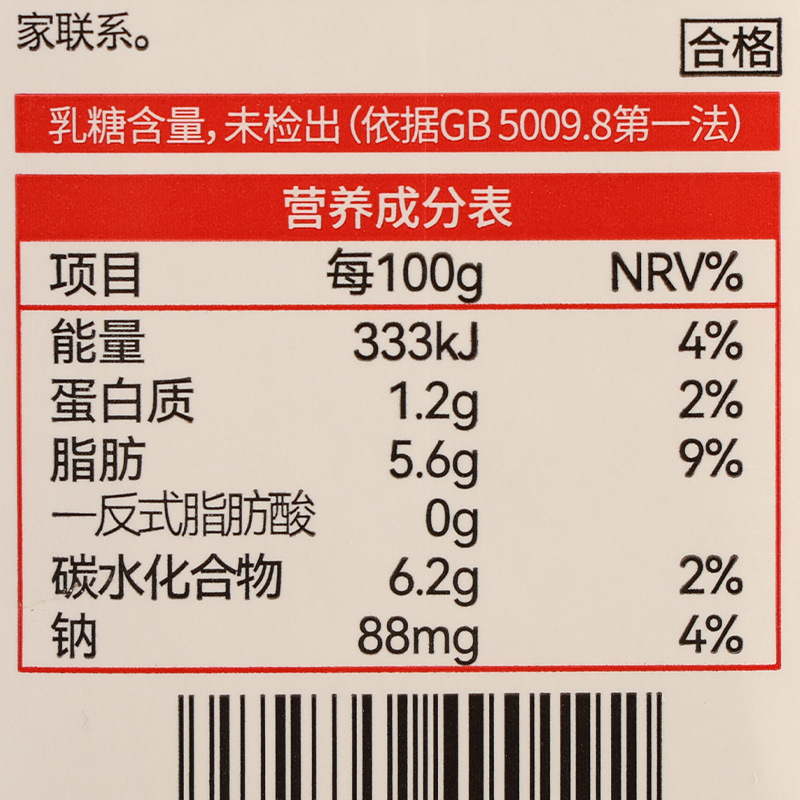 家联系。
合格
乳糖含量，未检出（依据GB 5009.8第一法）
营养成分表
项目 每100g NRV%
能量 333kJ 4%
蛋白质 1.2g 2%
脂肪 5.6g 9%
一反式脂肪酸 0g
碳水化合物 6.2g 2%
钠 88mg 4%